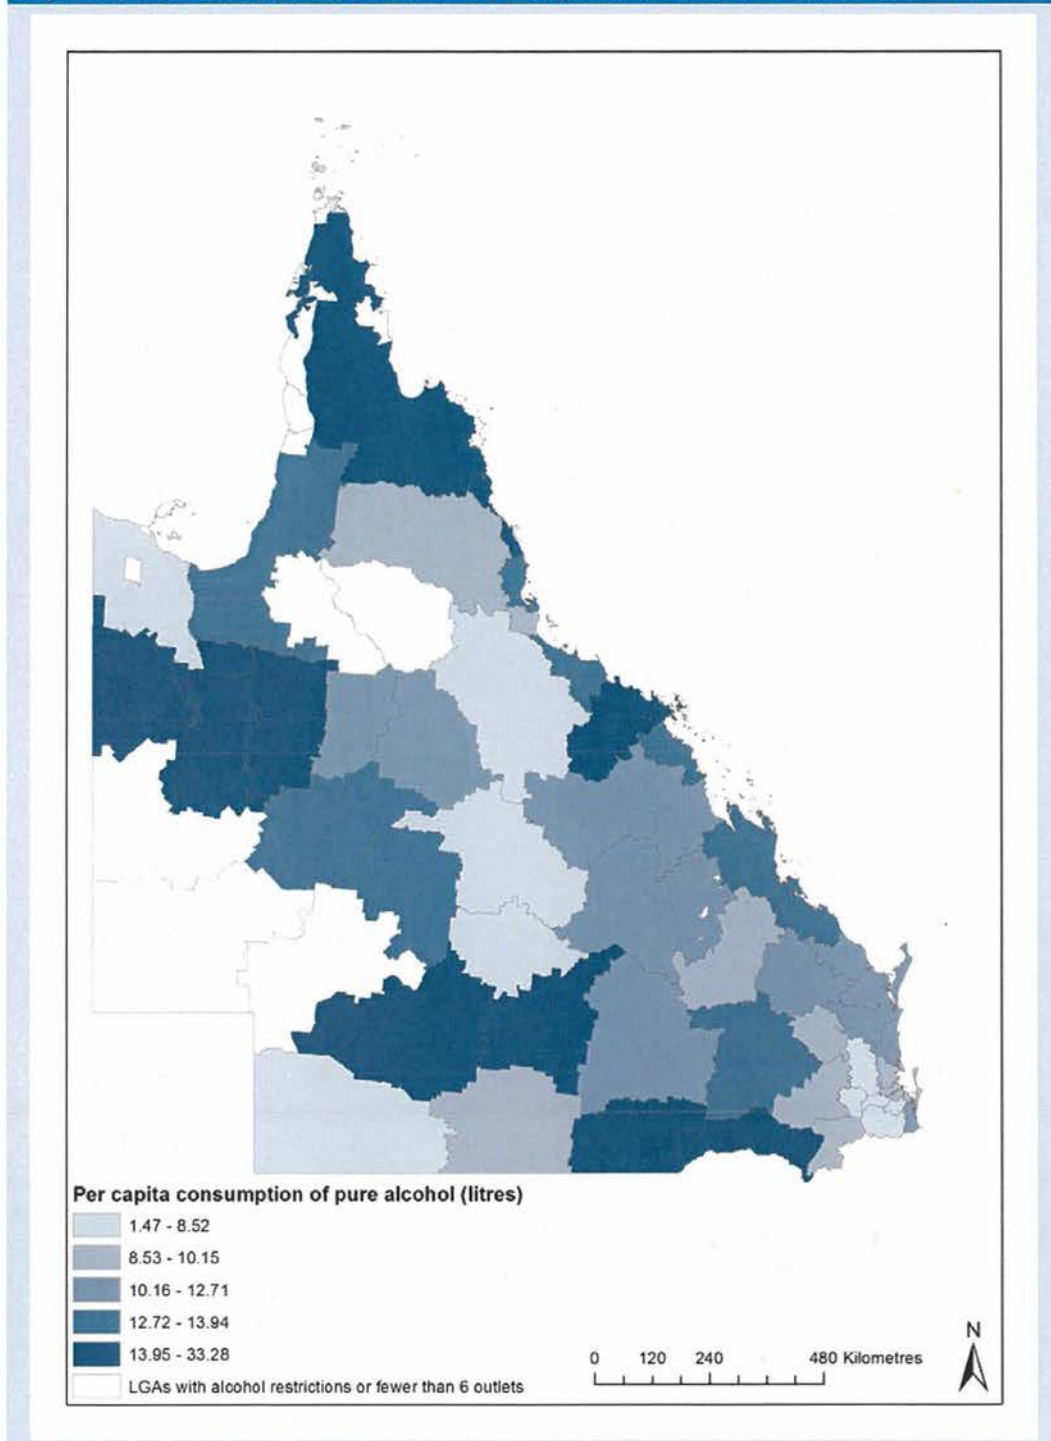 Per capita consumption of pure alcohol (litres)
1.47 - 8.52
8.53 - 10.15
10.16 - 12.71
12.72 - 13.94
13.95 - 33.28
LGAs with alcohol restrictions or fewer than 6 outlets
N
0 120 240 480 Kilometres